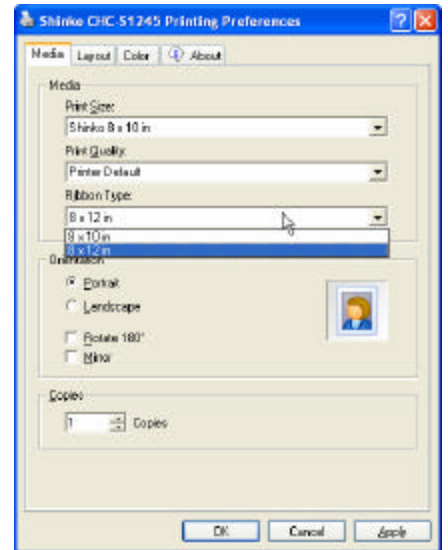 Shinko CHC-S1245 Printing Preferences
Media Layout Color About
Media
Print Size:
Shinko 8 x 10 in
Print Quality:
Printer Default
Ribbon Type:
8 x 12 in
8 x 10 in
8 x 12 in
Orientation
Portrait
Landscape
Rotate 180°
Mirror
Copies
1 Copies
OK Cancel Apply